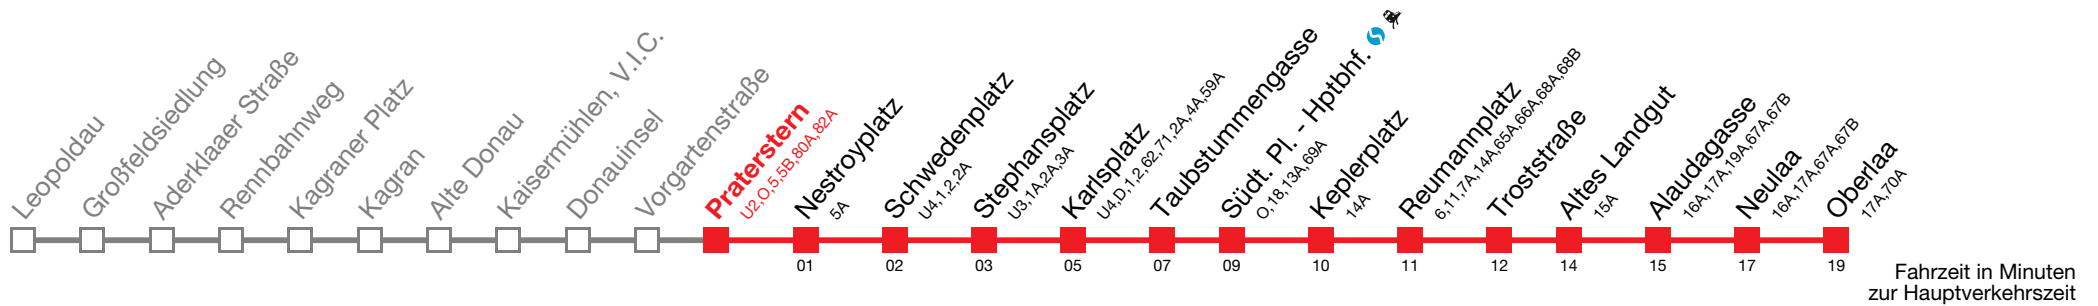 Leopoldau
Großfeldsiedlung
Aderklaaer Straße
Rennbahnweg
Kagraner Platz
Kagran
Alte Donau
Kaisermühlen, V.I.C.
Donauinsel
Vorgartenstraße
Praterstern
U2,O,5,5B,80A,82A
Nestroyplatz
5A
Schwedenplatz
U4,1,2,2A
Stephansplatz
U3,1A,2A,3A
Karlsplatz
U4,D,1,2,62,71,2A,4A,59A
Taubstummengasse
Südt. Pl. - Hptbhf.
O,18,13A,69A
Keplerplatz
14A
Reumannplatz
6,11,7A,14A,65A,66A,68A,68B
Troststraße
Altes Landgut
15A
Alaudagasse
16A,17A,19A,67A,67B
Neulaa
16A,17A,67A,67B
Oberlaa
17A,70A
01 02 03 05 07 09 10 11 12 14 15 17 19
Fahrzeit in Minuten
zur Hauptverkehrszeit